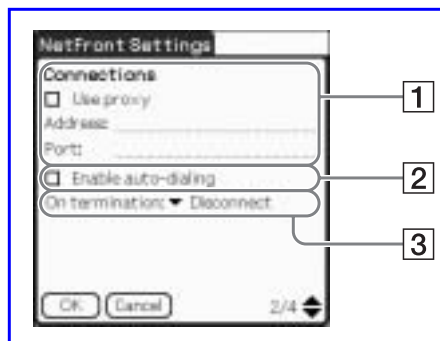 NetFront Settings
Connections
Use proxy
Address:
Port:
Enable auto-dialing
On termination: Disconnect
OK Cancel 2/4
1
2
3